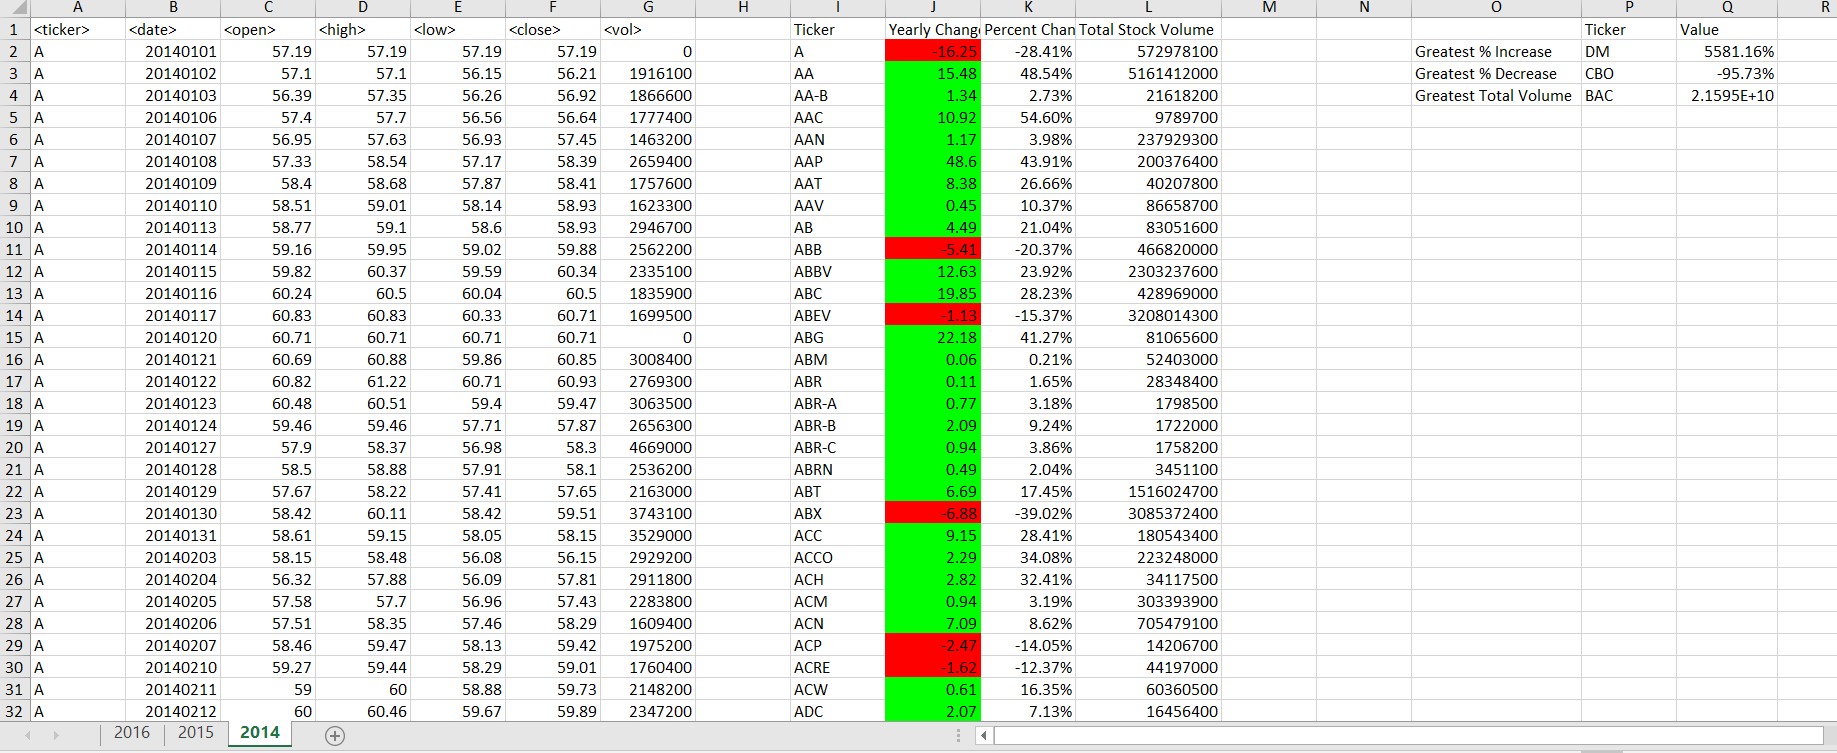 A B C D E F G H I J K L M N O P Q R
1 <ticker> <date> <open> <high> <low> <close> <vol> Ticker Yearly Chang Percent Chan Total Stock Volume Ticker Value
2 A 20140101 57.19 57.19 57.19 57.19 0 A -16.25 -28.41% 572978100 Greatest % Increase DM 5581.16%
3 A 20140102 57.1 57.1 56.15 56.21 1916100 AA 15.48 48.54% 5161412000 Greatest % Decrease CBO -95.73%
4 A 20140103 56.39 57.35 56.26 56.92 1866600 AA-B 1.34 2.73% 21618200 Greatest Total Volume BAC 2.1595E+10
5 A 20140106 57.4 57.7 56.56 56.64 1777400 AAC 10.92 54.60% 9789700
6 A 20140107 56.95 57.63 56.93 57.45 1463200 AAN 1.17 3.98% 237929300
7 A 20140108 57.33 58.54 57.17 58.39 2659400 AAP 48.6 43.91% 200376400
8 A 20140109 58.4 58.68 57.87 58.41 1757600 AAT 8.38 26.66% 40207800
9 A 20140110 58.51 59.01 58.14 58.93 1623300 AAV 0.45 10.37% 86658700
10 A 20140113 58.77 59.1 58.6 58.93 2946700 AB 4.49 21.04% 83051600
11 A 20140114 59.16 59.95 59.02 59.88 2562200 ABB -5.41 -20.37% 466820000
12 A 20140115 59.82 60.37 59.59 60.34 2335100 ABBV 12.63 23.92% 2303237600
13 A 20140116 60.24 60.5 60.04 60.5 1835900 ABC 19.85 28.23% 428969000
14 A 20140117 60.83 60.83 60.33 60.71 1699500 ABEV -1.13 -15.37% 3208014300
15 A 20140120 60.71 60.71 60.71 60.71 0 ABG 22.18 41.27% 81065600
16 A 20140121 60.69 60.88 59.86 60.85 3008400 ABM 0.06 0.21% 52403000
17 A 20140122 60.82 61.22 60.71 60.93 2769300 ABR 0.11 1.65% 28348400
18 A 20140123 60.48 60.51 59.4 59.47 3063500 ABR-A 0.77 3.18% 1798500
19 A 20140124 59.46 59.46 57.71 57.87 2656300 ABR-B 2.09 9.24% 1722000
20 A 20140127 57.9 58.37 56.98 58.3 4669000 ABR-C 0.94 3.86% 1758200
21 A 20140128 58.5 58.88 57.91 58.1 2536200 ABRN 0.49 2.04% 3451100
22 A 20140129 57.67 58.22 57.41 57.65 2163000 ABT 6.69 17.45% 1516024700
23 A 20140130 58.42 60.11 58.42 59.51 3743100 ABX -6.88 -39.02% 3085372400
24 A 20140131 58.61 59.15 58.05 58.15 3529000 ACC 9.15 28.41% 180543400
25 A 20140203 58.15 58.48 56.08 56.15 2929200 ACCO 2.29 34.08% 223248000
26 A 20140204 56.32 57.88 56.09 57.81 2911800 ACH 2.82 32.41% 34117500
27 A 20140205 57.58 57.7 56.96 57.43 2283800 ACM 0.94 3.19% 303393900
28 A 20140206 57.51 58.35 57.46 58.29 1609400 ACN 7.09 8.62% 705479100
29 A 20140207 58.46 59.47 58.13 59.42 1975200 ACP -2.47 -14.05% 14206700
30 A 20140210 59.27 59.44 58.29 59.01 1760400 ACRE -1.62 -12.37% 44197000
31 A 20140211 59 60 58.88 59.73 2148200 ACW 0.61 16.35% 60360500
32 A 20140212 60 60.46 59.67 59.89 2347200 ADC 2.07 7.13% 16456400
2016 2015 2014